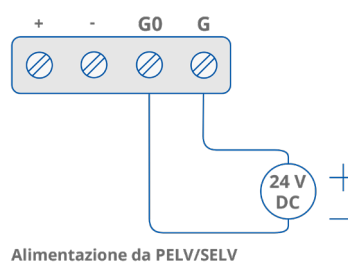 + - G0 G
24 V
DC
+
-
Alimentazione da PELV/SELV